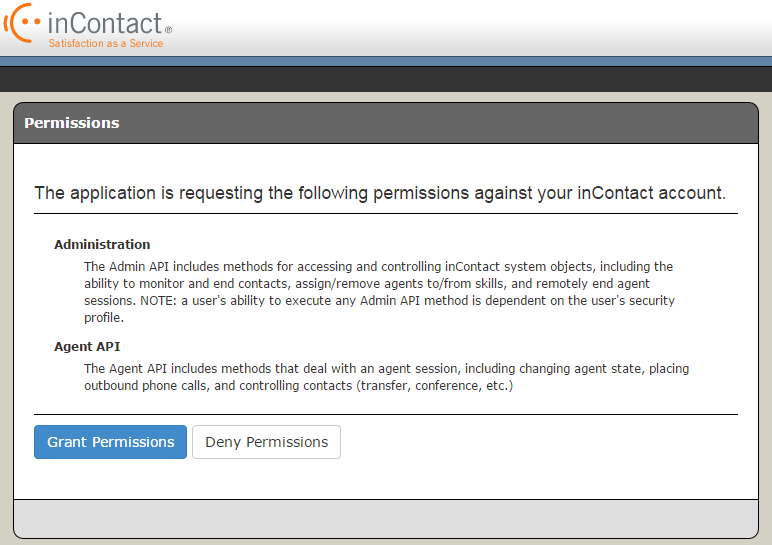 inContact®
Satisfaction as a Service
Permissions
The application is requesting the following permissions against your inContact account.
Administration
The Admin API includes methods for accessing and controlling inContact system objects, including the
ability to monitor and end contacts, assign/remove agents to/from skills, and remotely end agent
sessions. NOTE: a user's ability to execute any Admin API method is dependent on the user's security
profile.
Agent API
The Agent API includes methods that deal with an agent session, including changing agent state, placing
outbound phone calls, and controlling contacts (transfer, conference, etc.)
Grant Permissions Deny Permissions